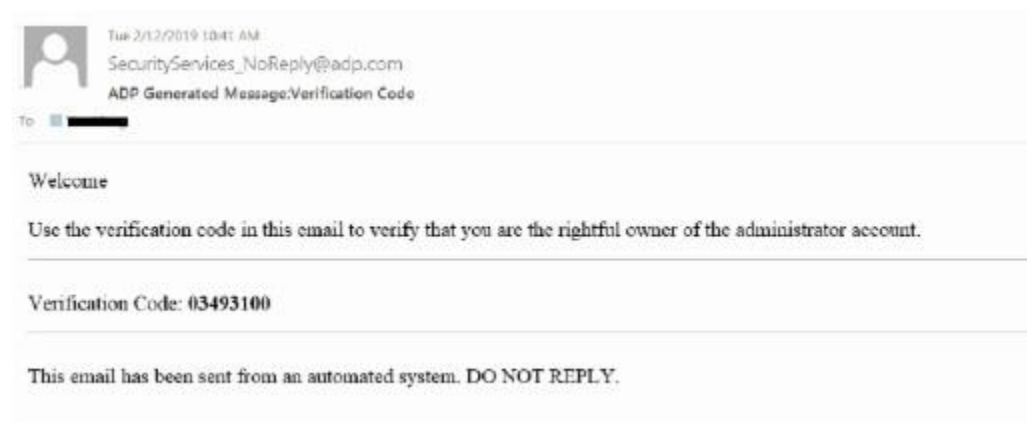 Tue 2/12/2019 10:41 AM
SecurityServices_NoReply@adp.com
ADP Generated Message:Verification Code
To
Welcome
Use the verification code in this email to verify that you are the rightful owner of the administrator account.
Verification Code: 03493100
This email has been sent from an automated system. DO NOT REPLY.